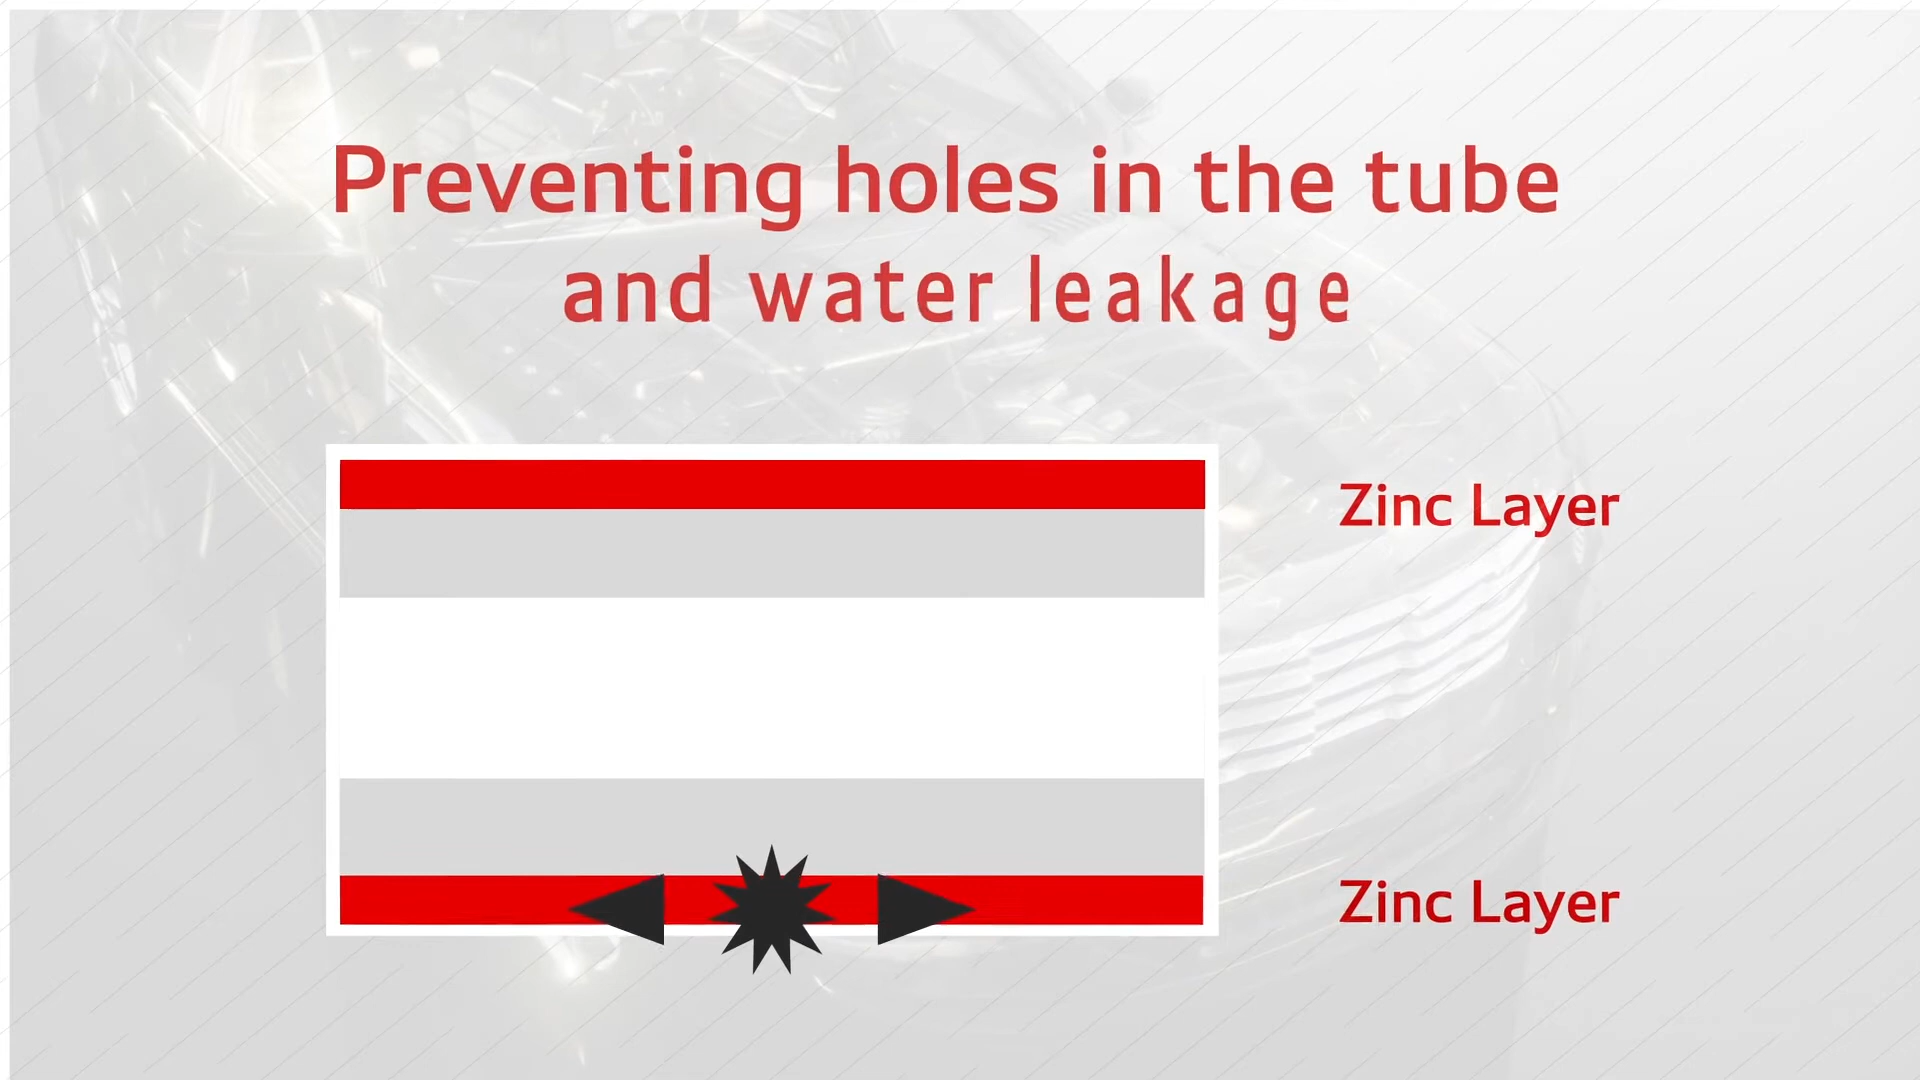 Preventing holes in the tube
and water leakage
Zinc Layer
Zinc Layer